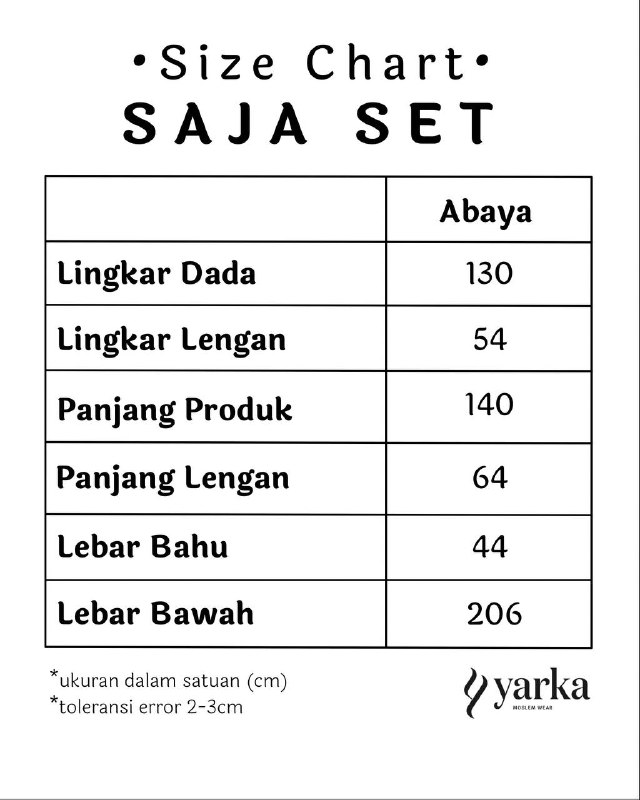 •Size Chart•
SAJA SET
Abaya
Lingkar Dada 130
Lingkar Lengan 54
Panjang Produk 140
Panjang Lengan 64
Lebar Bahu 44
Lebar Bawah 206
*ukuran dalam satuan (cm)
*toleransi error 2-3cm
yarka
MOSLEM WEAR